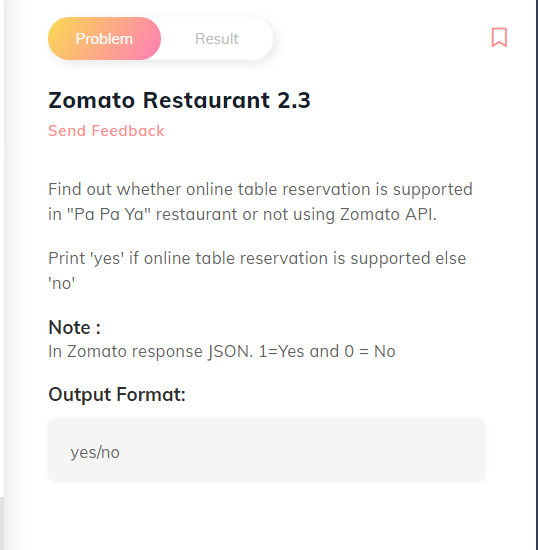 Problem
Result
Zomato Restaurant 2.3
Send Feedback
Find out whether online table reservation is supported
in "Pa Pa Ya" restaurant or not using Zomato API.
Print 'yes' if online table reservation is supported else
'no'
Note :
In Zomato response JSON. 1=Yes and 0 = No
Output Format:
yes/no